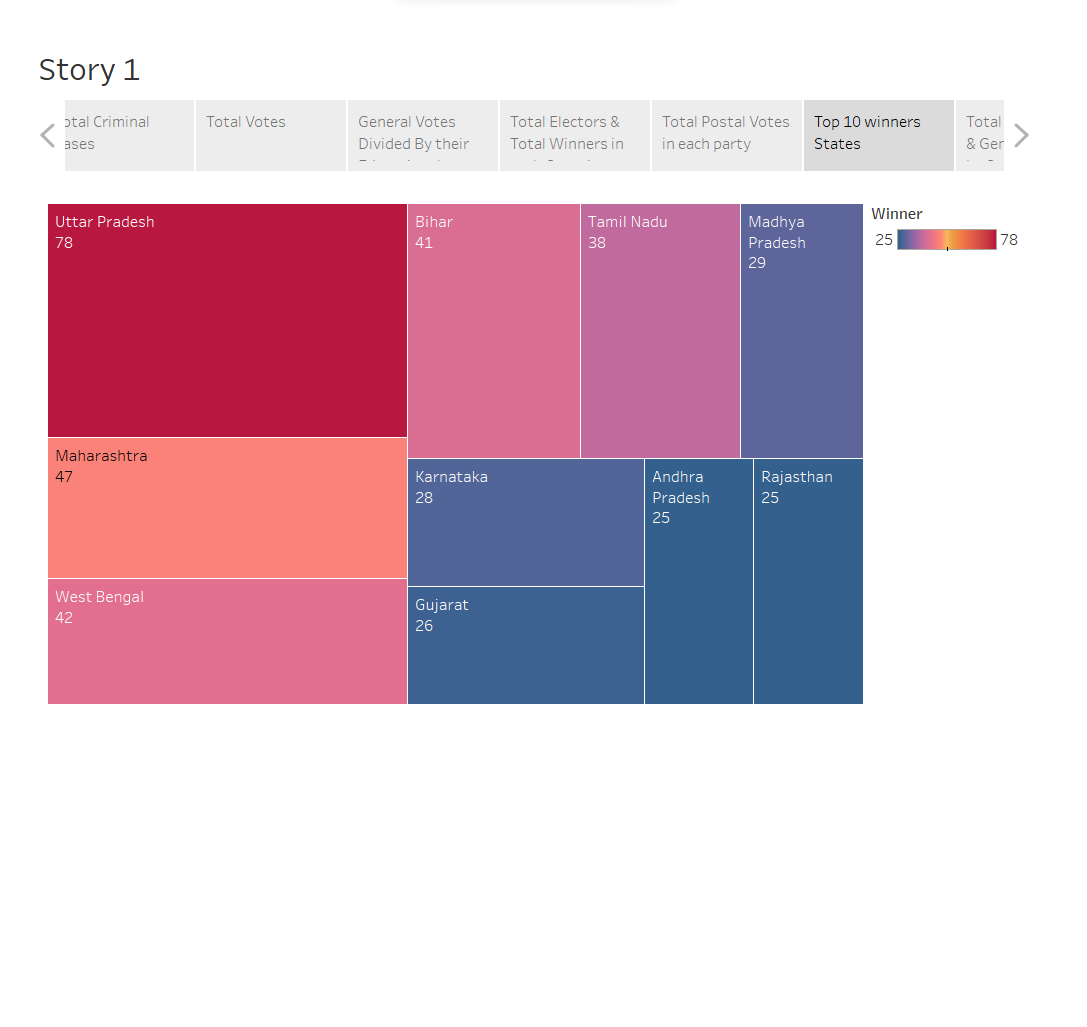 Story 1
otal Criminal
ases
Total Votes
General Votes
Divided By their
Total Electors &
Total Winners in
Total Postal Votes
in each party
Top 10 winners
States
Total
& Ger
Uttar Pradesh
78
Bihar
41
Tamil Nadu
38
Madhya
Pradesh
29
Maharashtra
47
Karnataka
28
Andhra
Pradesh
25
Rajasthan
25
West Bengal
42
Gujarat
26
Winner
25
78